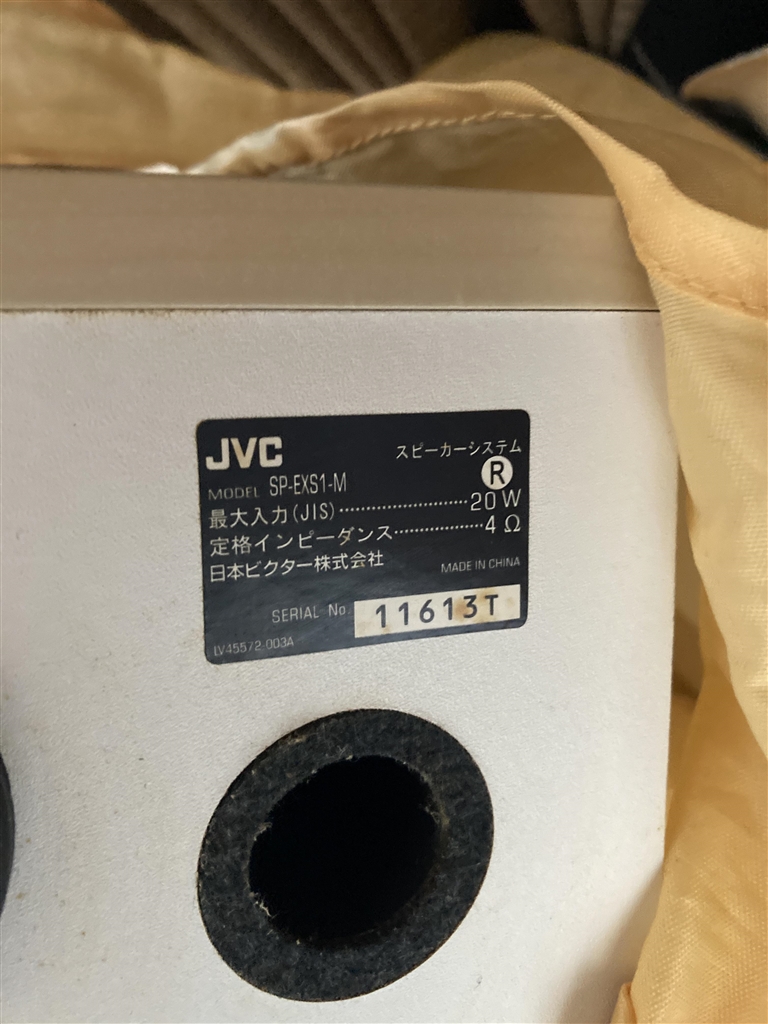 JVC
スピーカーシステム
MODEL SP-EXS1-M
R
最大入力(JIS)························20 W
定格インピーダンス·················4 Ω
日本ビクター株式会社
MADE IN CHINA
SERIAL No. 11613T
LV45572-003A